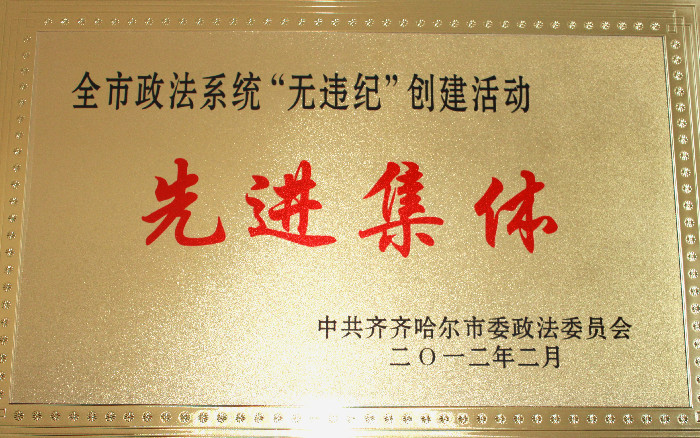 全市政法系统“无违纪”创建活动
先进集体
中共齐齐哈尔市委政法委员会
二〇一二年二月